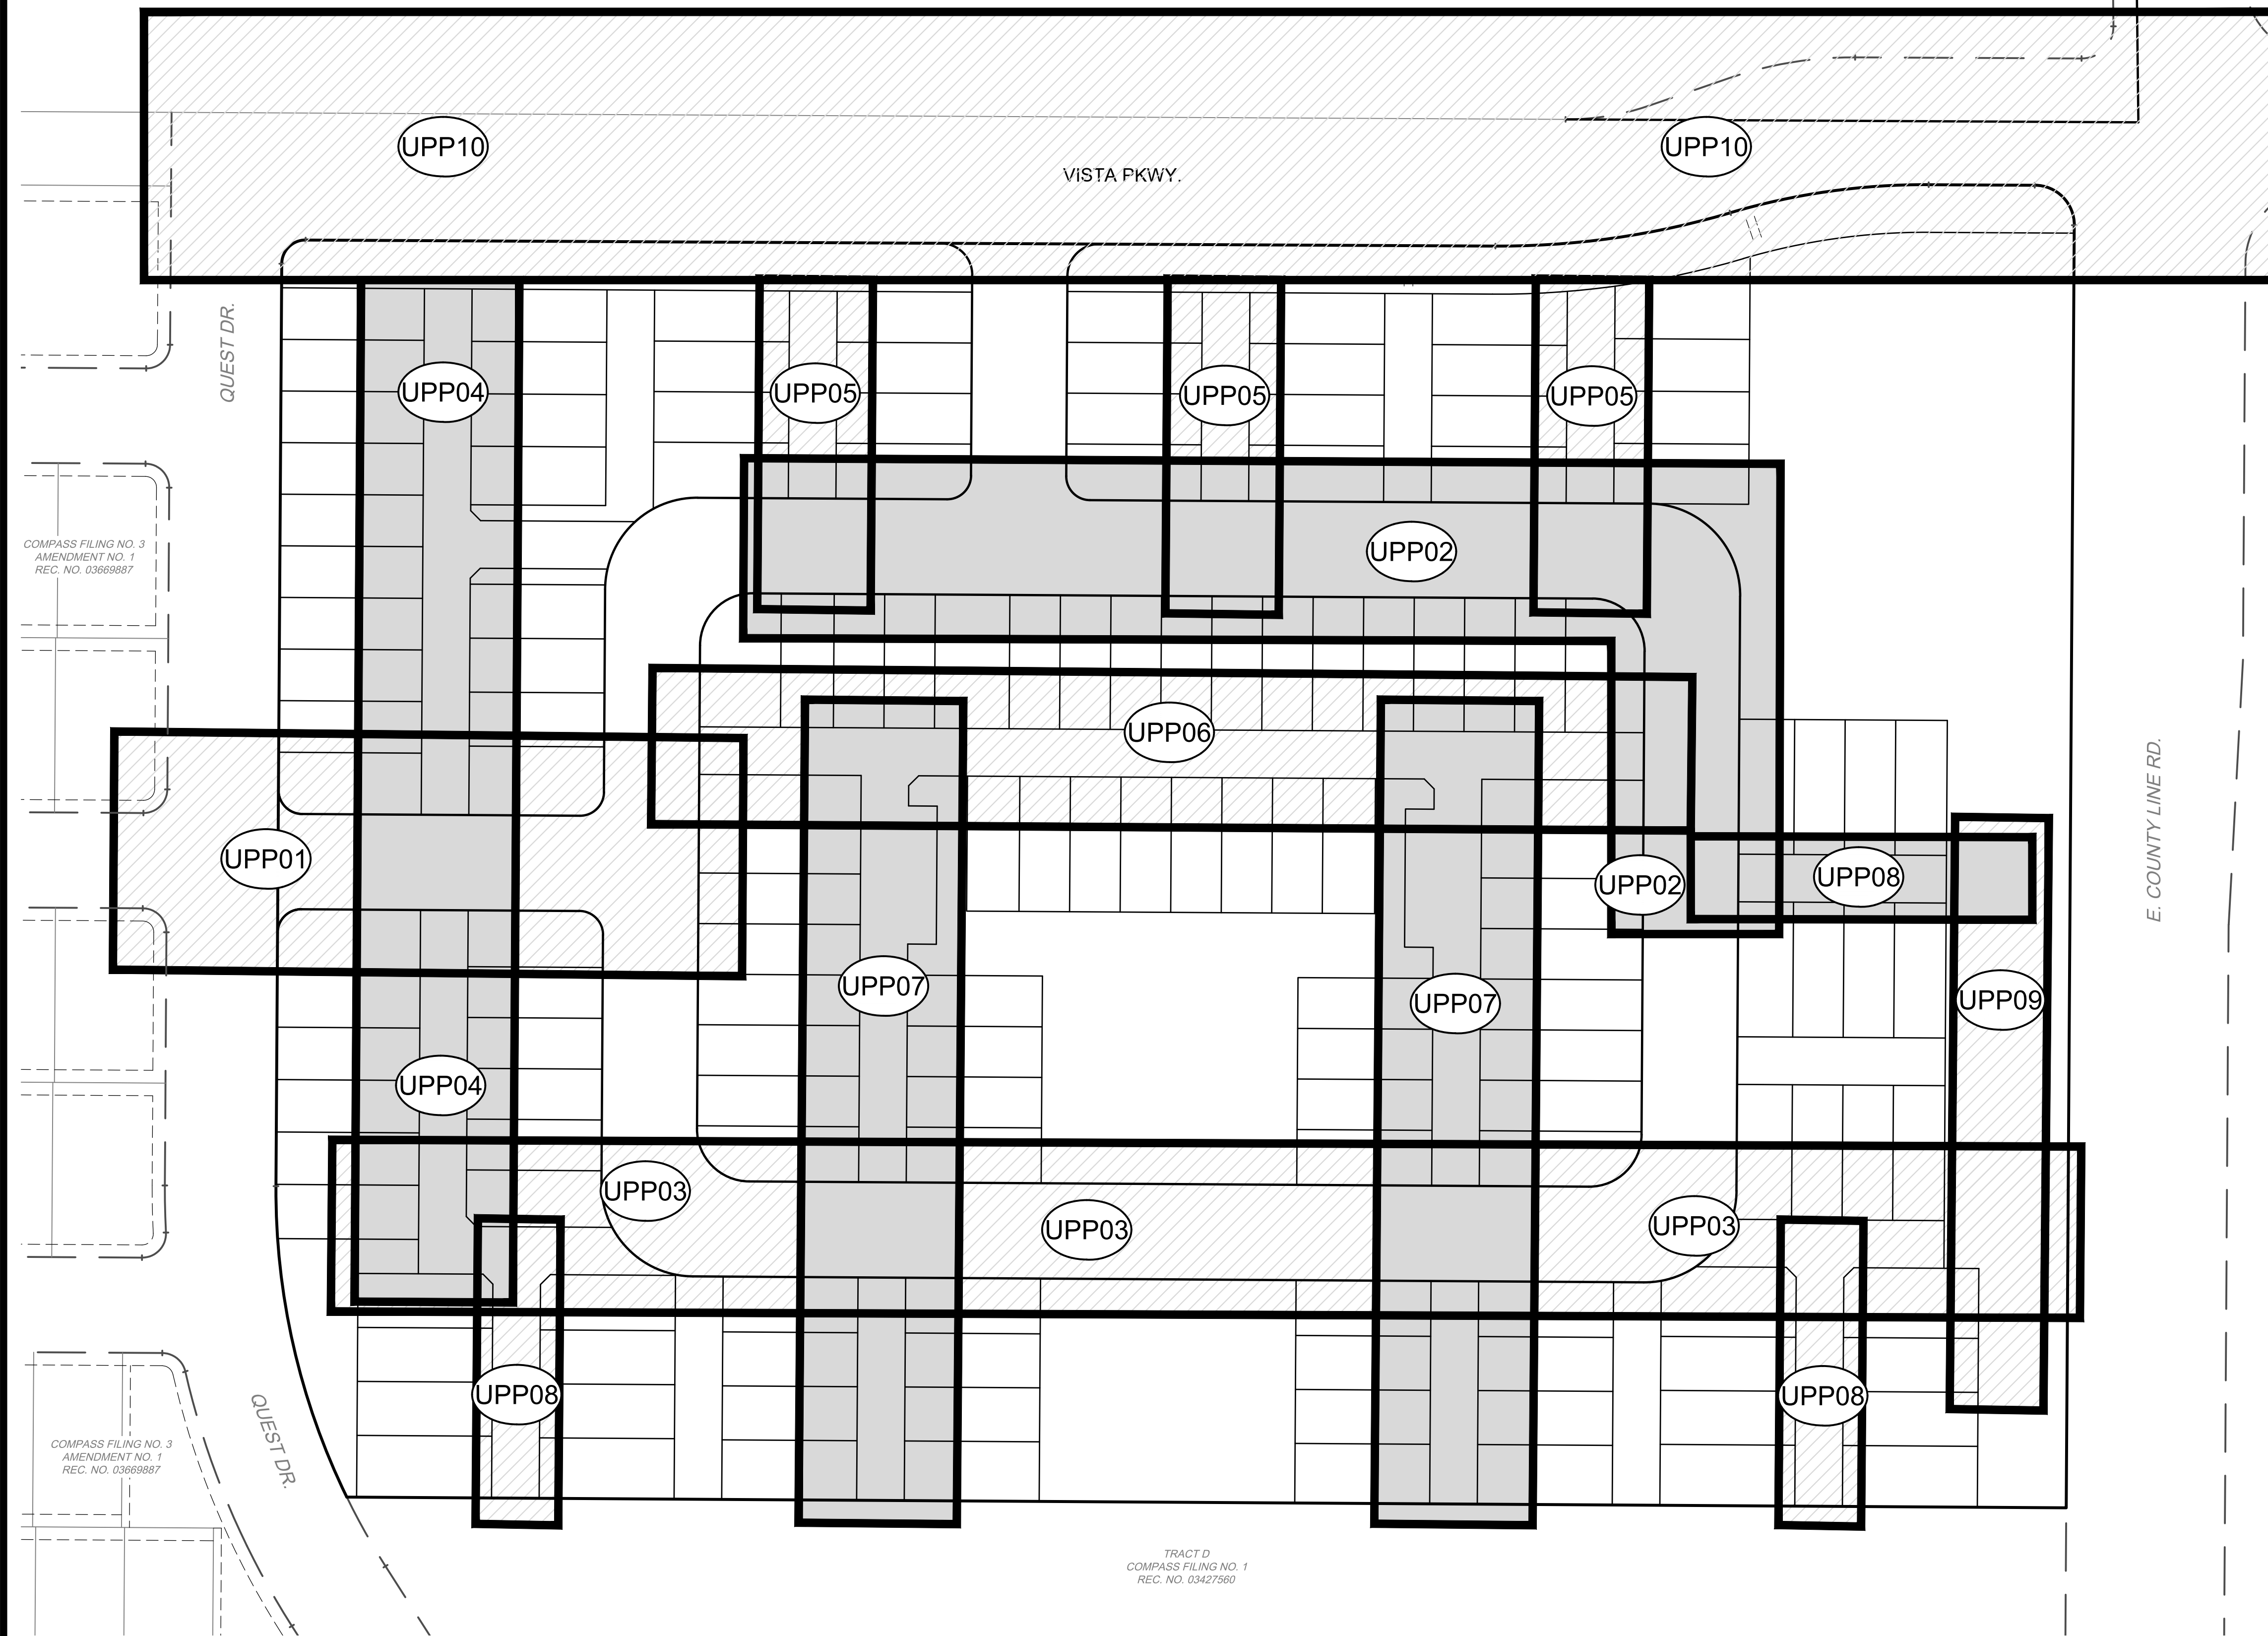 UPP10
UPP10
VISTA PKWY.
QUEST DR.
UPP04
UPP05
UPP05
UPP05
COMPASS FILING NO. 3
AMENDMENT NO. 1
REC. NO. 03669887
UPP02
UPP06
UPP01
UPP02
UPP08
E. COUNTY LINE RD.
UPP07
UPP07
UPP09
UPP04
UPP03
UPP03
UPP03
UPP08
UPP08
QUEST DR.
COMPASS FILING NO. 3
AMENDMENT NO. 1
REC. NO. 03669887
TRACT D
COMPASS FILING NO. 1
REC. NO. 03427560